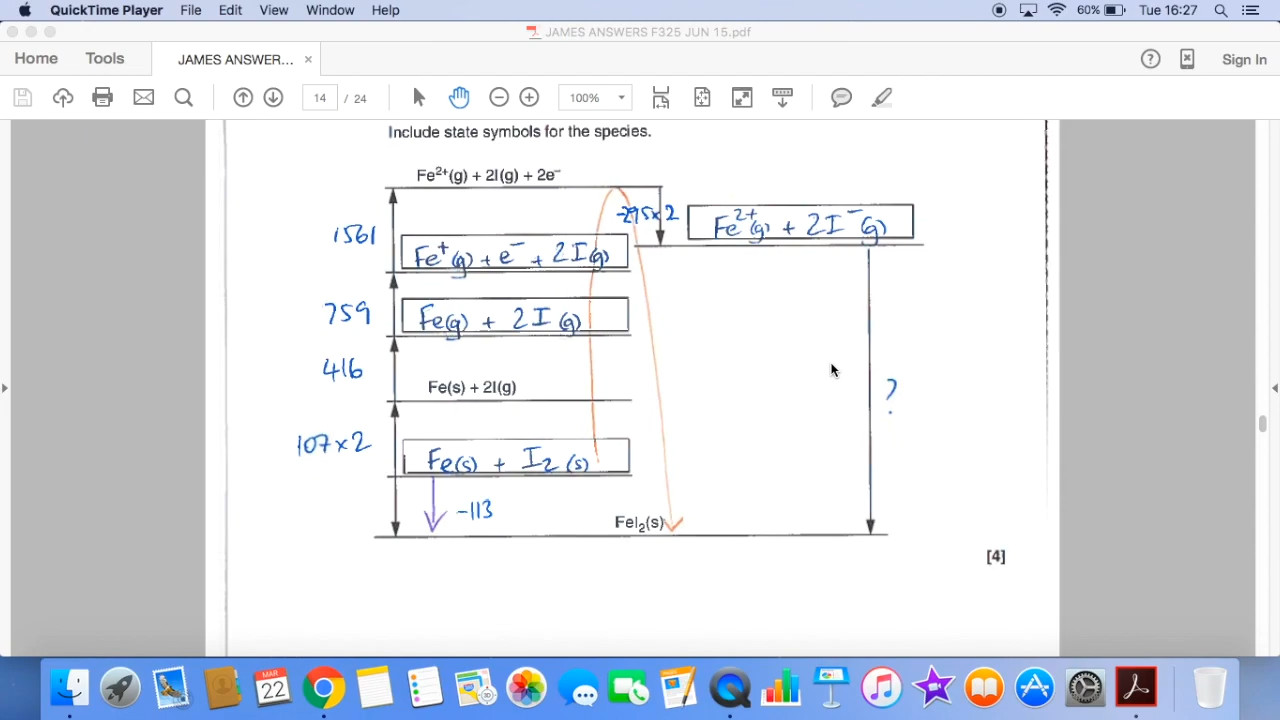 QuickTime Player File Edit View Window Help 60% Tue 16:27
JAMES ANSWERS F325 JUN 15.pdf
Home Tools JAMES ANSWER... × Sign In
14 / 24 100%
Include state symbols for the species.
Fe²⁺(g) + 2I(g) + 2e⁻
-295×2 Fe²⁺(g) + 2I⁻(g)
1561 Fe⁺(g) + e⁻ + 2I(g)
759 Fe(g) + 2I(g)
416
Fe(s) + 2I(g)
?
107×2 Fe(s) + I₂(s)
-113
FeI₂(s)
[4]
MAR
22